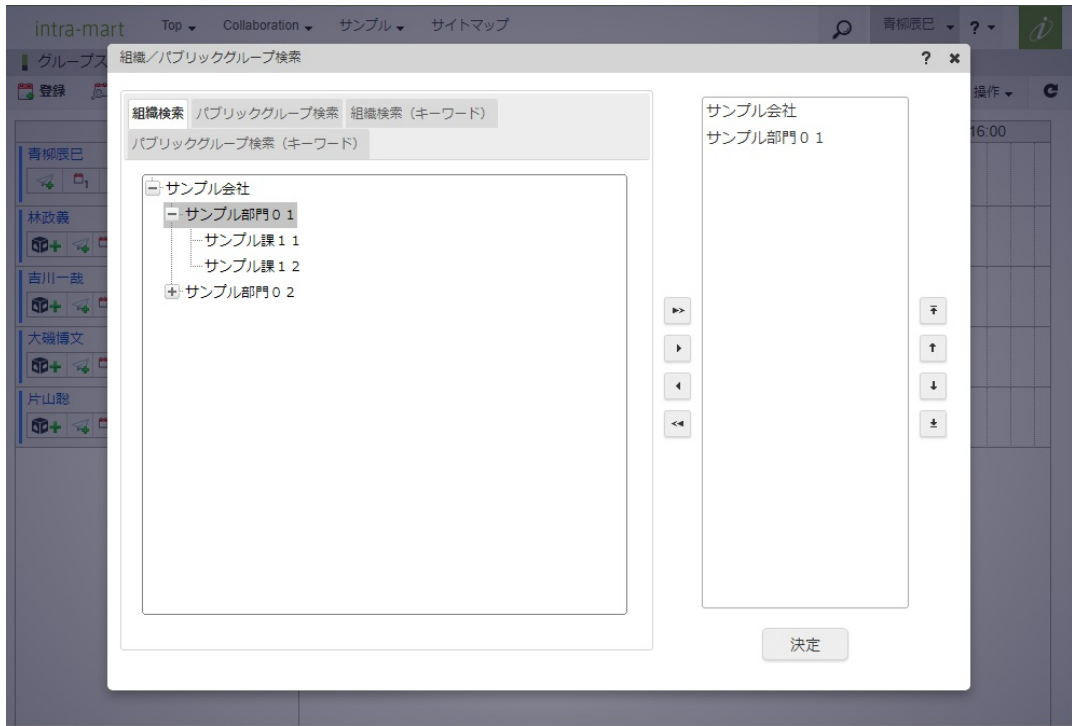 intra-mart Top Collaboration サンプル サイトマップ 青柳辰巳 ?
グループス
組織/パブリックグループ検索 ?
登録 操作
組織検索 パブリックグループ検索 組織検索（キーワード）
パブリックグループ検索（キーワード）
サンプル会社
サンプル部門０１
サンプル課１１
サンプル課１２
サンプル部門０２
サンプル会社
サンプル部門０１
決定
16:00
青柳辰巳
林政義
吉川一哉
大磯博文
片山聡